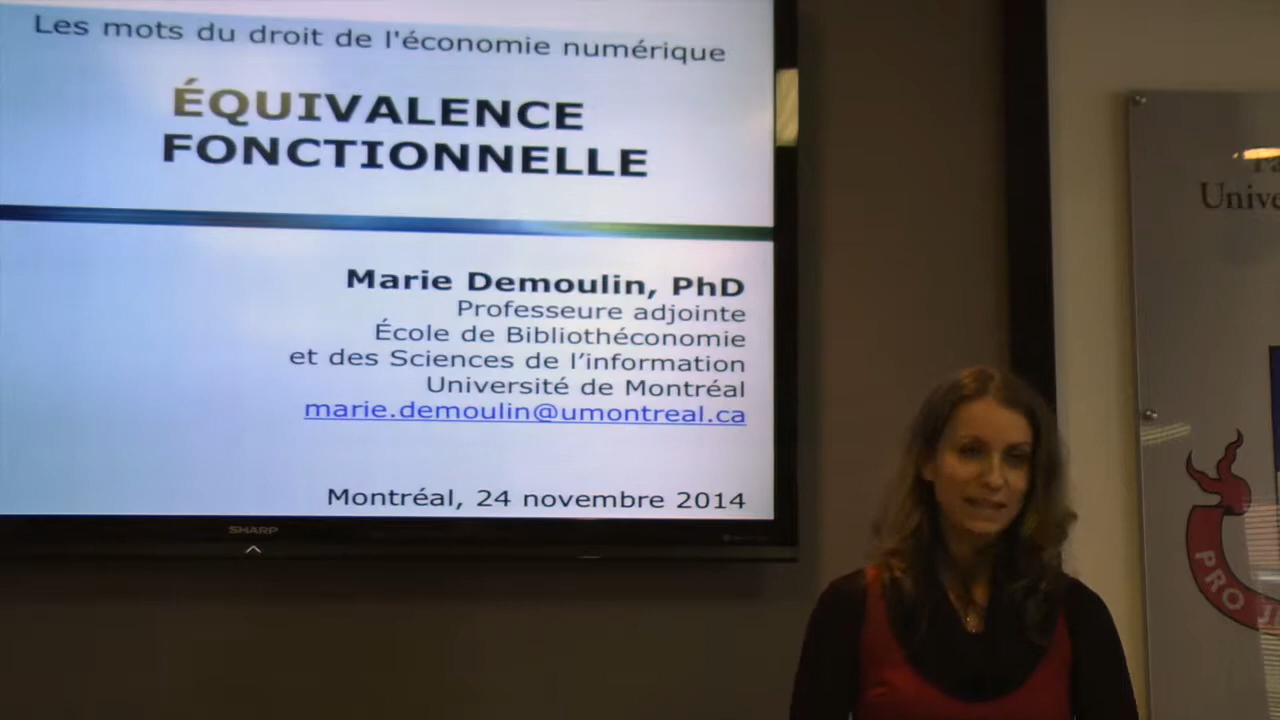 Les mots du droit de l'économie numérique
ÉQUIVALENCE
FONCTIONNELLE
Marie Demoulin, PhD
Professeure adjointe
École de Bibliothéconomie
et des Sciences de l’information
Université de Montréal
marie.demoulin@umontreal.ca
Montréal, 24 novembre 2014
SHARP
Unive
PRO J